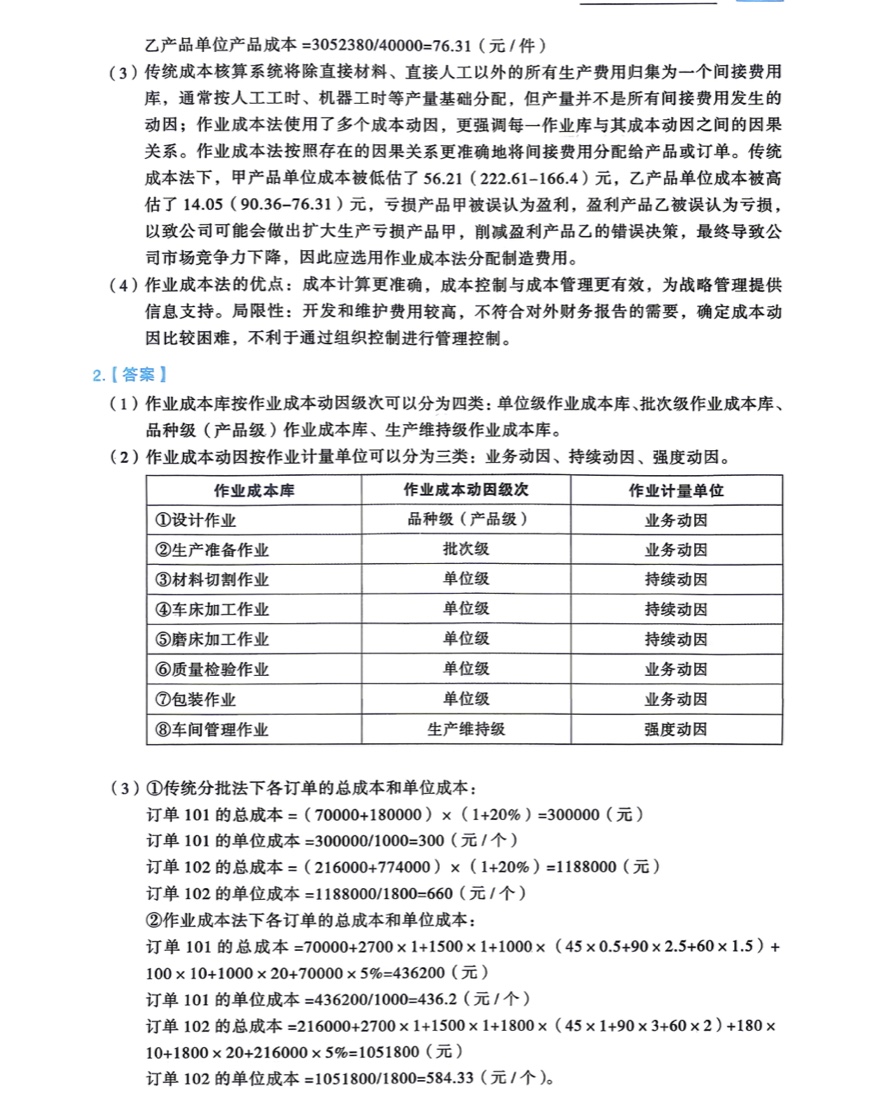 乙产品单位产品成本 =3052380/40000=76.31（元 / 件）
（3）传统成本核算系统将除直接材料、直接人工以外的所有生产费用归集为一个间接费用
库，通常按人工工时、机器工时等产量基础分配，但产量并不是所有间接费用发生的
动因；作业成本法使用了多个成本动因，更强调每一作业库与其成本动因之间的因果
关系。作业成本法按照存在的因果关系更准确地将间接费用分配给产品或订单。传统
成本法下，甲产品单位成本被低估了 56.21（222.61-166.4）元，乙产品单位成本被高
估了 14.05（90.36-76.31）元，亏损产品甲被误认为盈利，盈利产品乙被误认为亏损，
以致公司可能会做出扩大生产亏损产品甲，削减盈利产品乙的错误决策，最终导致公
司市场竞争力下降，因此应选用作业成本法分配制造费用。
（4）作业成本法的优点：成本计算更准确，成本控制与成本管理更有效，为战略管理提供
信息支持。局限性：开发和维护费用较高，不符合对外财务报告的需要，确定成本动
因比较困难，不利于通过组织控制进行管理控制。
2.【答案】
（1）作业成本库按作业成本动因级次可以分为四类：单位级作业成本库、批次级作业成本库、
品种级（产品级）作业成本库、生产维持级作业成本库。
（2）作业成本动因按作业计量单位可以分为三类：业务动因、持续动因、强度动因。
作业成本库 作业成本动因级次 作业计量单位
①设计作业 品种级（产品级） 业务动因
②生产准备作业 批次级 业务动因
③材料切割作业 单位级 持续动因
④车床加工作业 单位级 持续动因
⑤磨床加工作业 单位级 持续动因
⑥质量检验作业 单位级 业务动因
⑦包装作业 单位级 业务动因
⑧车间管理作业 生产维持级 强度动因
（3）①传统分批法下各订单的总成本和单位成本：
订单 101 的总成本 =（70000+180000）×（1+20%）=300000（元）
订单 101 的单位成本 =300000/1000=300（元 / 个）
订单 102 的总成本 =（216000+774000）×（1+20%）=1188000（元）
订单 102 的单位成本 =1188000/1800=660（元 / 个）
②作业成本法下各订单的总成本和单位成本：
订单 101 的总成本 =70000+2700×1+1500×1+1000×（45×0.5+90×2.5+60×1.5）+
100×10+1000×20+70000×5%=436200（元）
订单 101 的单位成本 =436200/1000=436.2（元 / 个）
订单 102 的总成本 =216000+2700×1+1500×1+1800×（45×1+90×3+60×2）+180×
10+1800×20+216000×5%=1051800（元）
订单 102 的单位成本 =1051800/1800=584.33（元 / 个）。